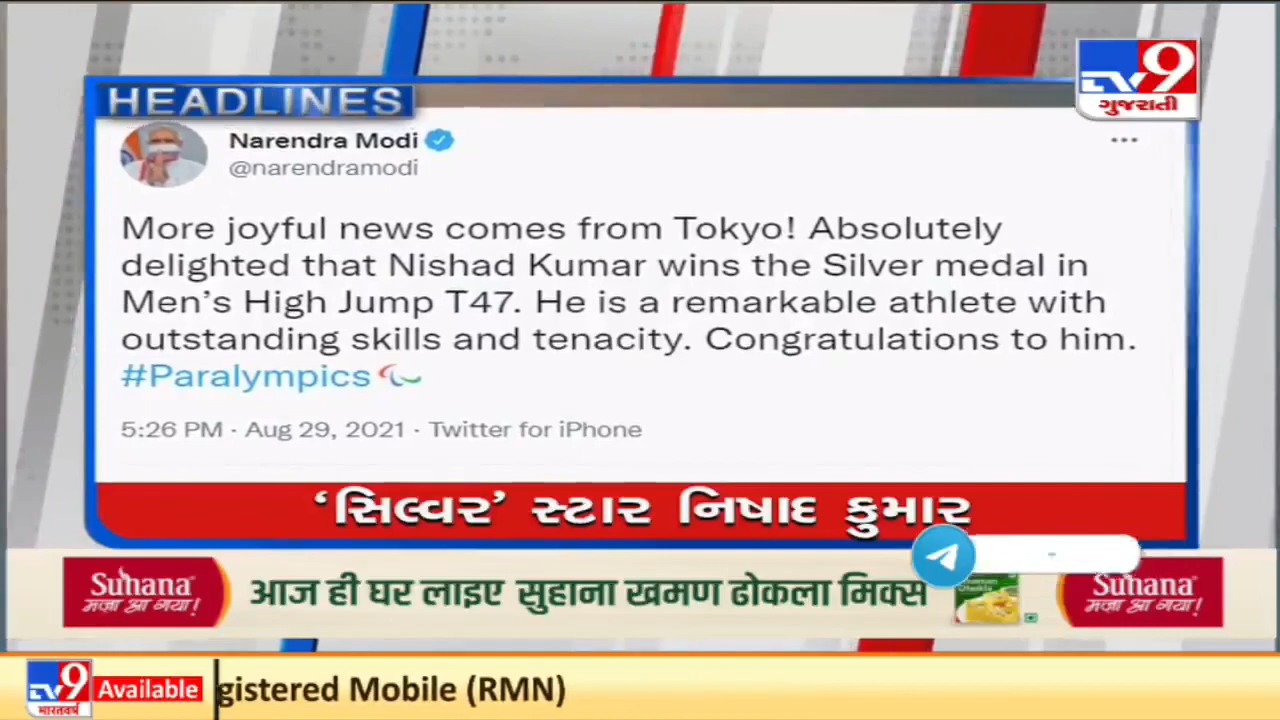 HEADLINES
TV9
ગુજરાતી
Narendra Modi
@narendramodi
More joyful news comes from Tokyo! Absolutely
delighted that Nishad Kumar wins the Silver medal in
Men’s High Jump T47. He is a remarkable athlete with
outstanding skills and tenacity. Congratulations to him.
#Paralympics
5:26 PM · Aug 29, 2021 · Twitter for iPhone
‘સિલ્વર’ સ્ટાર નિષાદ કુમાર
Suhana
मज़ा आ गया!
आज ही घर लाइए सुहाना खमण ढोकला मिक्स
Suhana
मज़ा आ गया!
TV9
भारतवर्ष
Available
gistered Mobile (RMN)